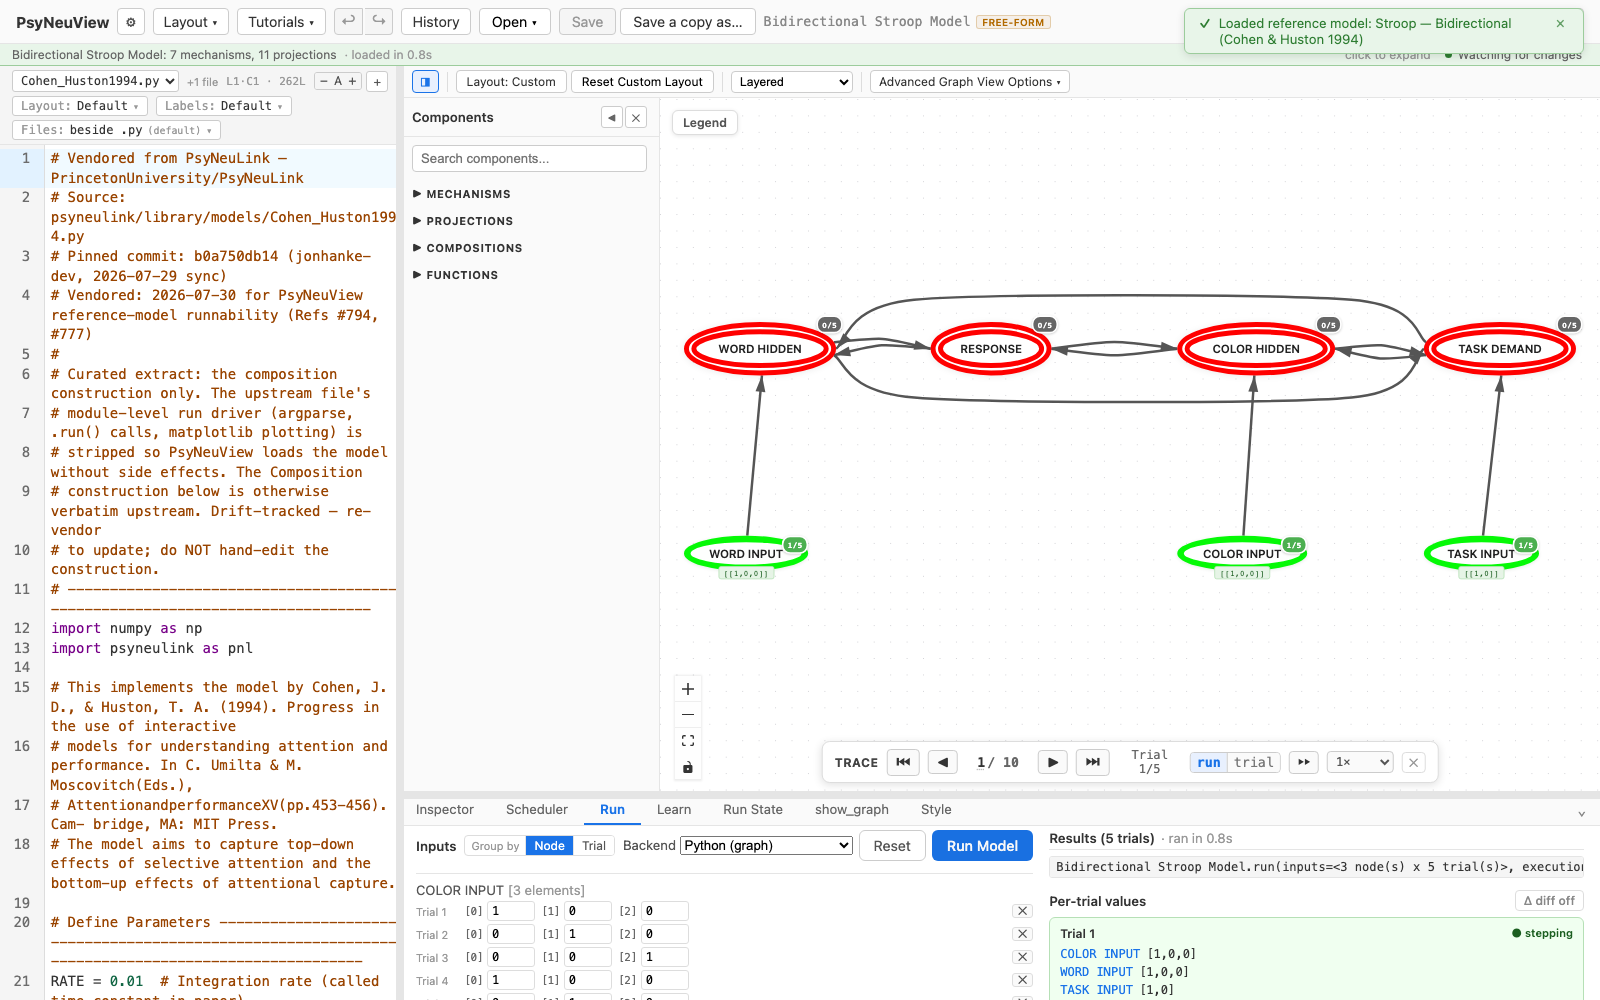 PsyNeuView ⚙ Layout ▾ Tutorials ▾ ↩ ↪ History Open ▾ Save Save a copy as... Bidirectional Stroop Model FREE-FORM
✓ Loaded reference model: Stroop — Bidirectional (Cohen & Huston 1994) ×
Bidirectional Stroop Model: 7 mechanisms, 11 projections · loaded in 0.8s
click to expand ● Watching for changes
Cohen_Huston1994.py +1 file L1·C1 · 262L − A + +
Layout: Default ▾ Labels: Default ▾
Files: beside .py (default) ▾
1 # Vendored from PsyNeuLink —
PrincetonUniversity/PsyNeuLink
2 # Source:
psyneulink/library/models/Cohen_Huston199
4.py
3 # Pinned commit: b0a750db14 (jonhanke-
dev, 2026-07-29 sync)
4 # Vendored: 2026-07-30 for PsyNeuView
reference-model runnability (Refs #794,
#777)
5 #
6 # Curated extract: the composition
construction only. The upstream file's
7 # module-level run driver (argparse,
.run() calls, matplotlib plotting) is
8 # stripped so PsyNeuView loads the model
without side effects. The Composition
9 # construction below is otherwise
verbatim upstream. Drift-tracked — re-
vendor
10 # to update; do NOT hand-edit the
construction.
11 # ---------------------------------------
--------------------------------------
12 import numpy as np
13 import psyneulink as pnl
14
15 # This implements the model by Cohen, J.
D., & Huston, T. A. (1994). Progress in
the use of interactive
16 # models for understanding attention and
performance. In C. Umilta & M.
Moscovitch(Eds.),
17 # AttentionandperformanceXV(pp.453-456).
Cam- bridge, MA: MIT Press.
18 # The model aims to capture top-down
effects of selective attention and the
bottom-up effects of attentional capture.
19
20 # Define Parameters ---------------------
-----------------------------------------
-------------------------------------
21 RATE = 0.01 # Integration rate (called
time constant in paper)
Layout: Custom Reset Custom Layout Layered Advanced Graph View Options ▾
Components ◀ ×
Search components...
▶ MECHANISMS
▶ PROJECTIONS
▶ COMPOSITIONS
▶ FUNCTIONS
Legend
0/5 0/5 0/5 0/5
WORD HIDDEN RESPONSE COLOR HIDDEN TASK DEMAND
1/5 1/5 1/5
WORD INPUT COLOR INPUT TASK INPUT
[[1,0,0]] [[1,0,0]] [[1,0]]
TRACE ⏮ ◀ 1 / 10 ▶ ⏭ Trial 1/5 run trial ▸▸ 1× ×
Inspector Scheduler Run Learn Run State show_graph Style
Inputs Group by Node Trial Backend Python (graph) Reset Run Model
COLOR INPUT [3 elements]
Trial 1 [0] 1 [1] 0 [2] 0 ×
Trial 2 [0] 0 [1] 1 [2] 0 ×
Trial 3 [0] 0 [1] 0 [2] 1 ×
Trial 4 [0] 1 [1] 0 [2] 0 ×
Results (5 trials) · ran in 0.8s
Bidirectional Stroop Model.run(inputs=<3 node(s) x 5 trial(s)>, execution
Per-trial values Δ diff off
Trial 1 ● stepping
COLOR INPUT [1,0,0]
WORD INPUT [1,0,0]
TASK INPUT [1,0]